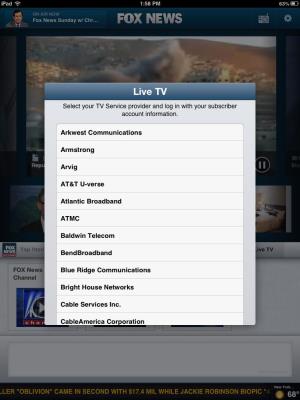 iPad
1:58 PM
93%
ON AIR NOW
Fox News Sunday w/ Chr...
FOX NEWS
Live TV
Select your TV Service provider and log in with your subscriber
account information.
Arkwest Communications
Armstrong
Arvig
AT&T U-verse
Atlantic Broadband
ATMC
Baldwin Telecom
BendBroadband
Blue Ridge Communications
Bright House Networks
Cable Services Inc.
CableAmerica Corporation
FOX
NEWS
Live TV
FOX News
Channel
LLER "OBLIVION" CAME IN SECOND WITH $17.4 MIL WHILE JACKIE ROBINSON BIOPIC "
68°